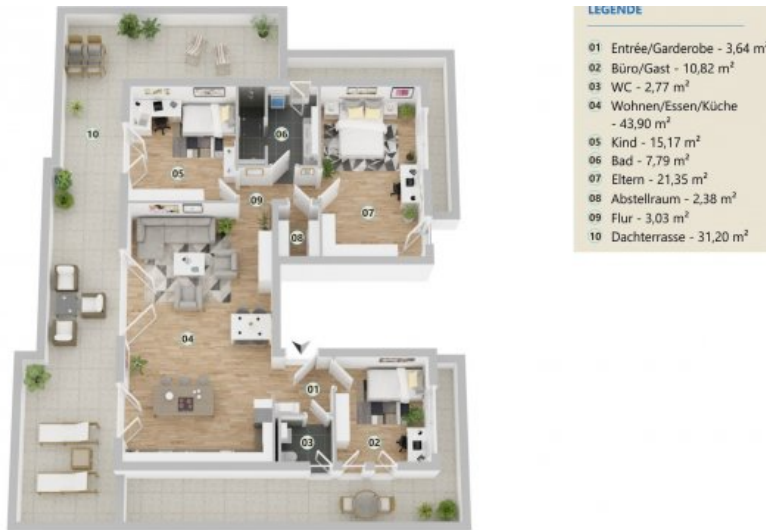 LEGENDE
01 Entrée/Garderobe - 3,64 m²
02 Büro/Gast - 10,82 m²
03 WC - 2,77 m²
04 Wohnen/Essen/Küche
- 43,90 m²
05 Kind - 15,17 m²
06 Bad - 7,79 m²
07 Eltern - 21,35 m²
08 Abstellraum - 2,38 m²
09 Flur - 3,03 m²
10 Dachterrasse - 31,20 m²
10
06
05
09
07
08
04
01
03
02